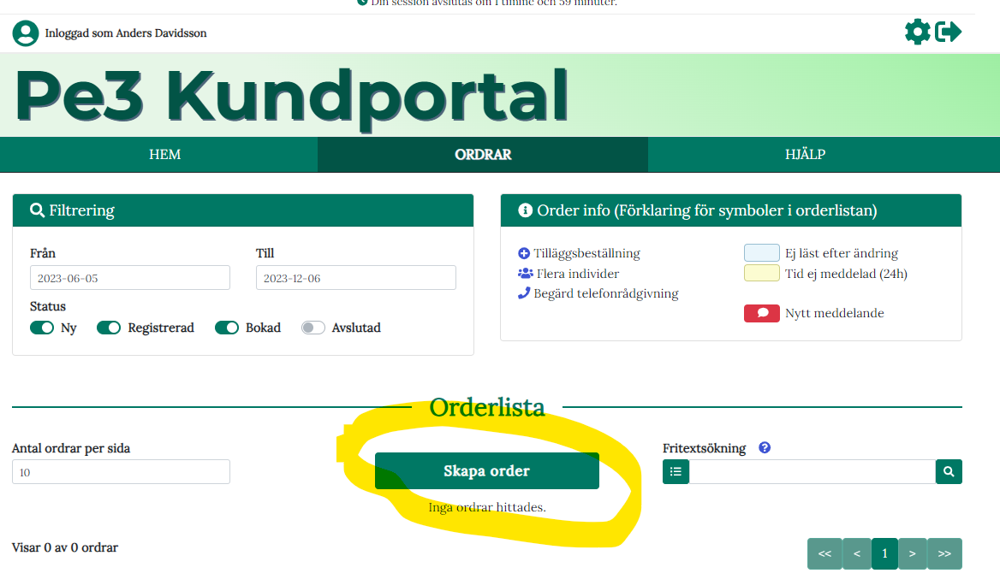 Din session avslutas om 1 timme och 59 minuter.
Inloggad som Anders Davidsson
Pe3 Kundportal
HEM
ORDRAR
HJÄLP
Filtrering
Från
Till
2023-06-05
2023-12-06
Status
Ny
Registrerad
Bokad
Avslutad
Order info (Förklaring för symboler i orderlistan)
Tilläggsbeställning
Flera individer
Begärd telefonrådgivning
Ej läst efter ändring
Tid ej meddelad (24h)
Nytt meddelande
Orderlista
Antal ordrar per sida
10
Skapa order
Inga ordrar hittades.
Fritextsökning ?
Visar 0 av 0 ordrar
<< < 1 > >>